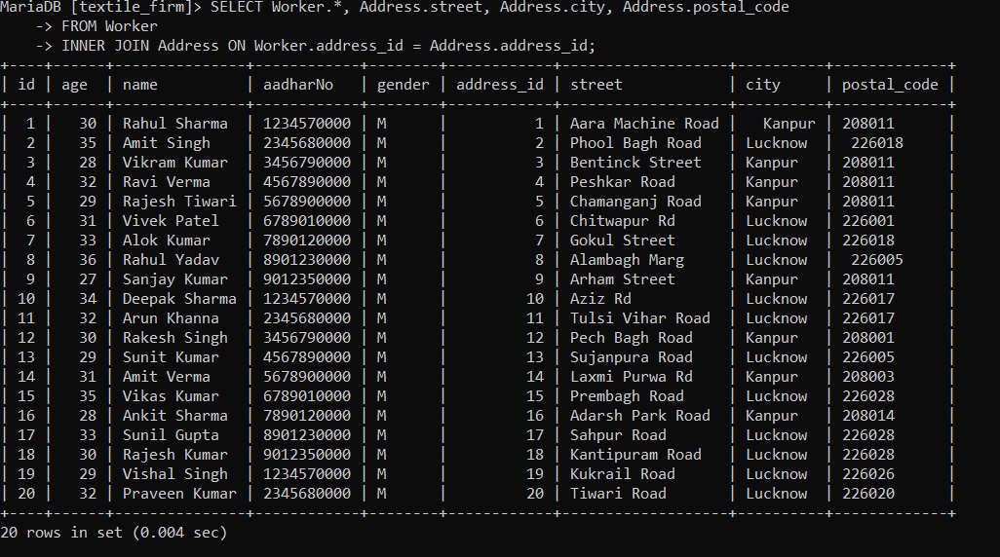 MariaDB [textile_firm]> SELECT Worker.*, Address.street, Address.city, Address.postal_code
    -> FROM Worker
    -> INNER JOIN Address ON Worker.address_id = Address.address_id;
+----+------+---------------+------------+--------+------------+-------------------+----------+-------------+
| id | age  | name          | aadharNo   | gender | address_id | street            | city     | postal_code |
+----+------+---------------+------------+--------+------------+-------------------+----------+-------------+
|  1 |   30 | Rahul Sharma  | 1234570000 | M      |          1 | Aara Machine Road |   Kanpur | 208011      |
|  2 |   35 | Amit Singh    | 2345680000 | M      |          2 | Phool Bagh Road   | Lucknow  |  226018     |
|  3 |   28 | Vikram Kumar  | 3456790000 | M      |          3 | Bentinck Street   | Kanpur   | 208011      |
|  4 |   32 | Ravi Verma    | 4567890000 | M      |          4 | Peshkar Road      | Kanpur   | 208011      |
|  5 |   29 | Rajesh Tiwari | 5678900000 | M      |          5 | Chamanganj Road   | Kanpur   | 208011      |
|  6 |   31 | Vivek Patel   | 6789010000 | M      |          6 | Chitwapur Rd      | Lucknow  | 226001      |
|  7 |   33 | Alok Kumar    | 7890120000 | M      |          7 | Gokul Street      | Lucknow  | 226018      |
|  8 |   36 | Rahul Yadav   | 8901230000 | M      |          8 | Alambagh Marg     | Lucknow  |  226005     |
|  9 |   27 | Sanjay Kumar  | 9012350000 | M      |          9 | Arham Street      | Kanpur   | 208011      |
| 10 |   34 | Deepak Sharma | 1234570000 | M      |         10 | Aziz Rd           | Lucknow  | 226017      |
| 11 |   32 | Arun Khanna   | 2345680000 | M      |         11 | Tulsi Vihar Road  | Lucknow  | 226017      |
| 12 |   30 | Rakesh Singh  | 3456790000 | M      |         12 | Pech Bagh Road    | Kanpur   | 208001      |
| 13 |   29 | Sunit Kumar   | 4567890000 | M      |         13 | Sujanpura Road    | Lucknow  | 226005      |
| 14 |   31 | Amit Verma    | 5678900000 | M      |         14 | Laxmi Purwa Rd    | Kanpur   | 208003      |
| 15 |   35 | Vikas Kumar   | 6789010000 | M      |         15 | Prembagh Road     | Lucknow  | 226028      |
| 16 |   28 | Ankit Sharma  | 7890120000 | M      |         16 | Adarsh Park Road  | Kanpur   | 208014      |
| 17 |   33 | Sunil Gupta   | 8901230000 | M      |         17 | Sahpur Road       | Lucknow  | 226028      |
| 18 |   30 | Rajesh Kumar  | 9012350000 | M      |         18 | Kantipuram Road   | Lucknow  | 226028      |
| 19 |   29 | Vishal Singh  | 1234570000 | M      |         19 | Kukrail Road      | Lucknow  | 226026      |
| 20 |   32 | Praveen Kumar | 2345680000 | M      |         20 | Tiwari Road       | Lucknow  | 226020      |
+----+------+---------------+------------+--------+------------+-------------------+----------+-------------+
20 rows in set (0.004 sec)